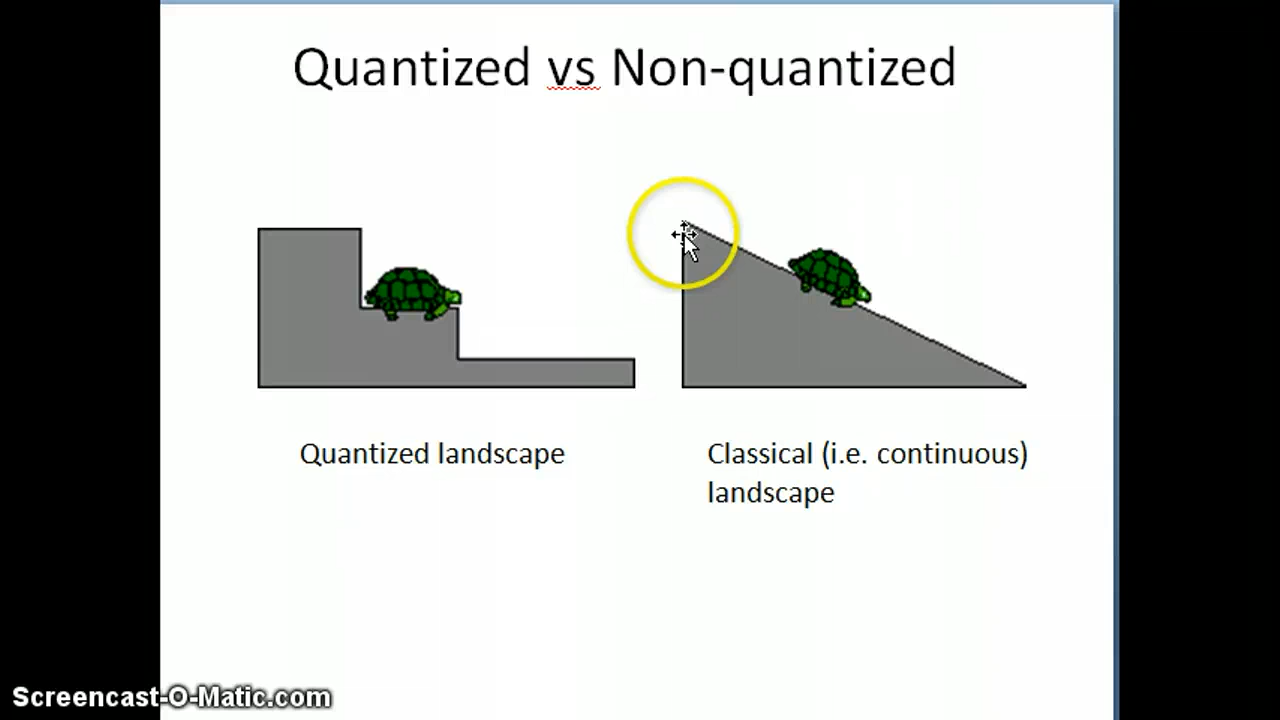 Quantized vs Non-quantized
Quantized landscape
Classical (i.e. continuous)
landscape
Screencast-O-Matic.com